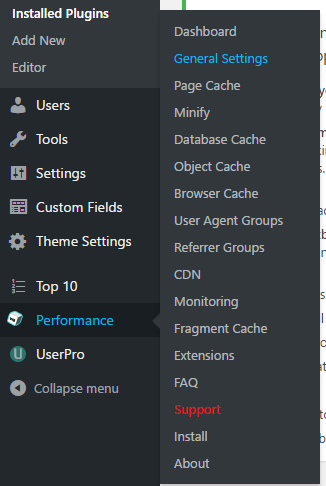 Installed Plugins
Add New
Editor
Users
Tools
Settings
Custom Fields
Theme Settings
Top 10
Performance
UserPro
Collapse menu
Dashboard
General Settings
Page Cache
Minify
Database Cache
Object Cache
Browser Cache
User Agent Groups
Referrer Groups
CDN
Monitoring
Fragment Cache
Extensions
FAQ
Support
Install
About